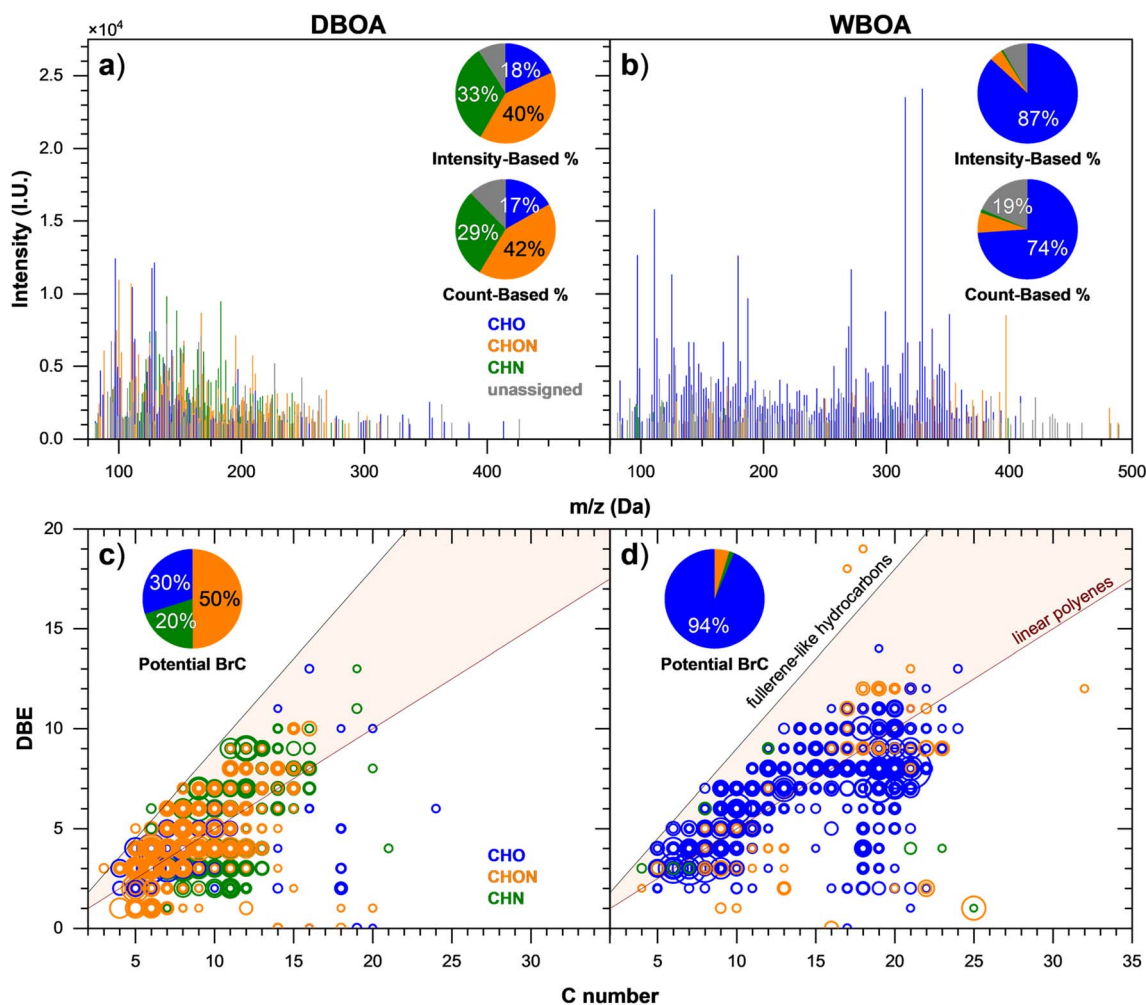 DBOA
WBOA
×10⁴
a)
b)
18%
33%
40%
Intensity-Based %
17%
29%
42%
Count-Based %
CHO
CHON
CHN
unassigned
87%
Intensity-Based %
19%
74%
Count-Based %
Intensity (I.U.)
2.5
2.0
1.5
1.0
0.5
0.0
100
200
300
400
100
200
300
400
500
m/z (Da)
c)
d)
30%
50%
20%
Potential BrC
CHO
CHON
CHN
94%
Potential BrC
fullerene-like hydrocarbons
linear polyenes
DBE
20
15
10
5
0
5
10
15
20
25
30
5
10
15
20
25
30
35
C number